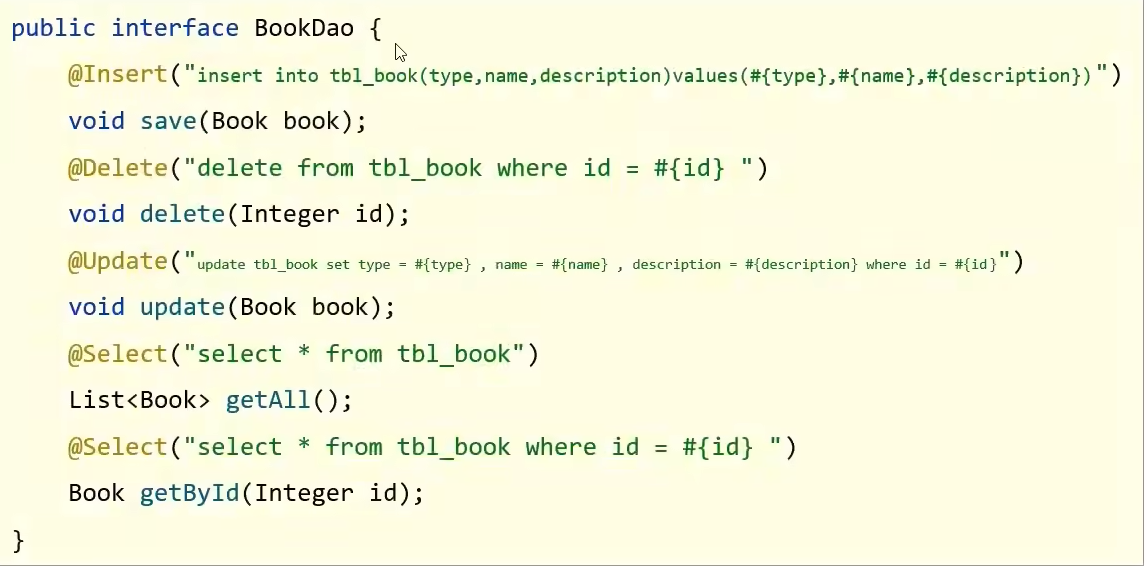 public interface BookDao {
    @Insert("insert into tbl_book(type,name,description)values(#{type},#{name},#{description})")
    void save(Book book);
    @Delete("delete from tbl_book where id = #{id} ")
    void delete(Integer id);
    @Update("update tbl_book set type = #{type} , name = #{name} , description = #{description} where id = #{id}")
    void update(Book book);
    @Select("select * from tbl_book")
    List<Book> getAll();
    @Select("select * from tbl_book where id = #{id} ")
    Book getById(Integer id);
}